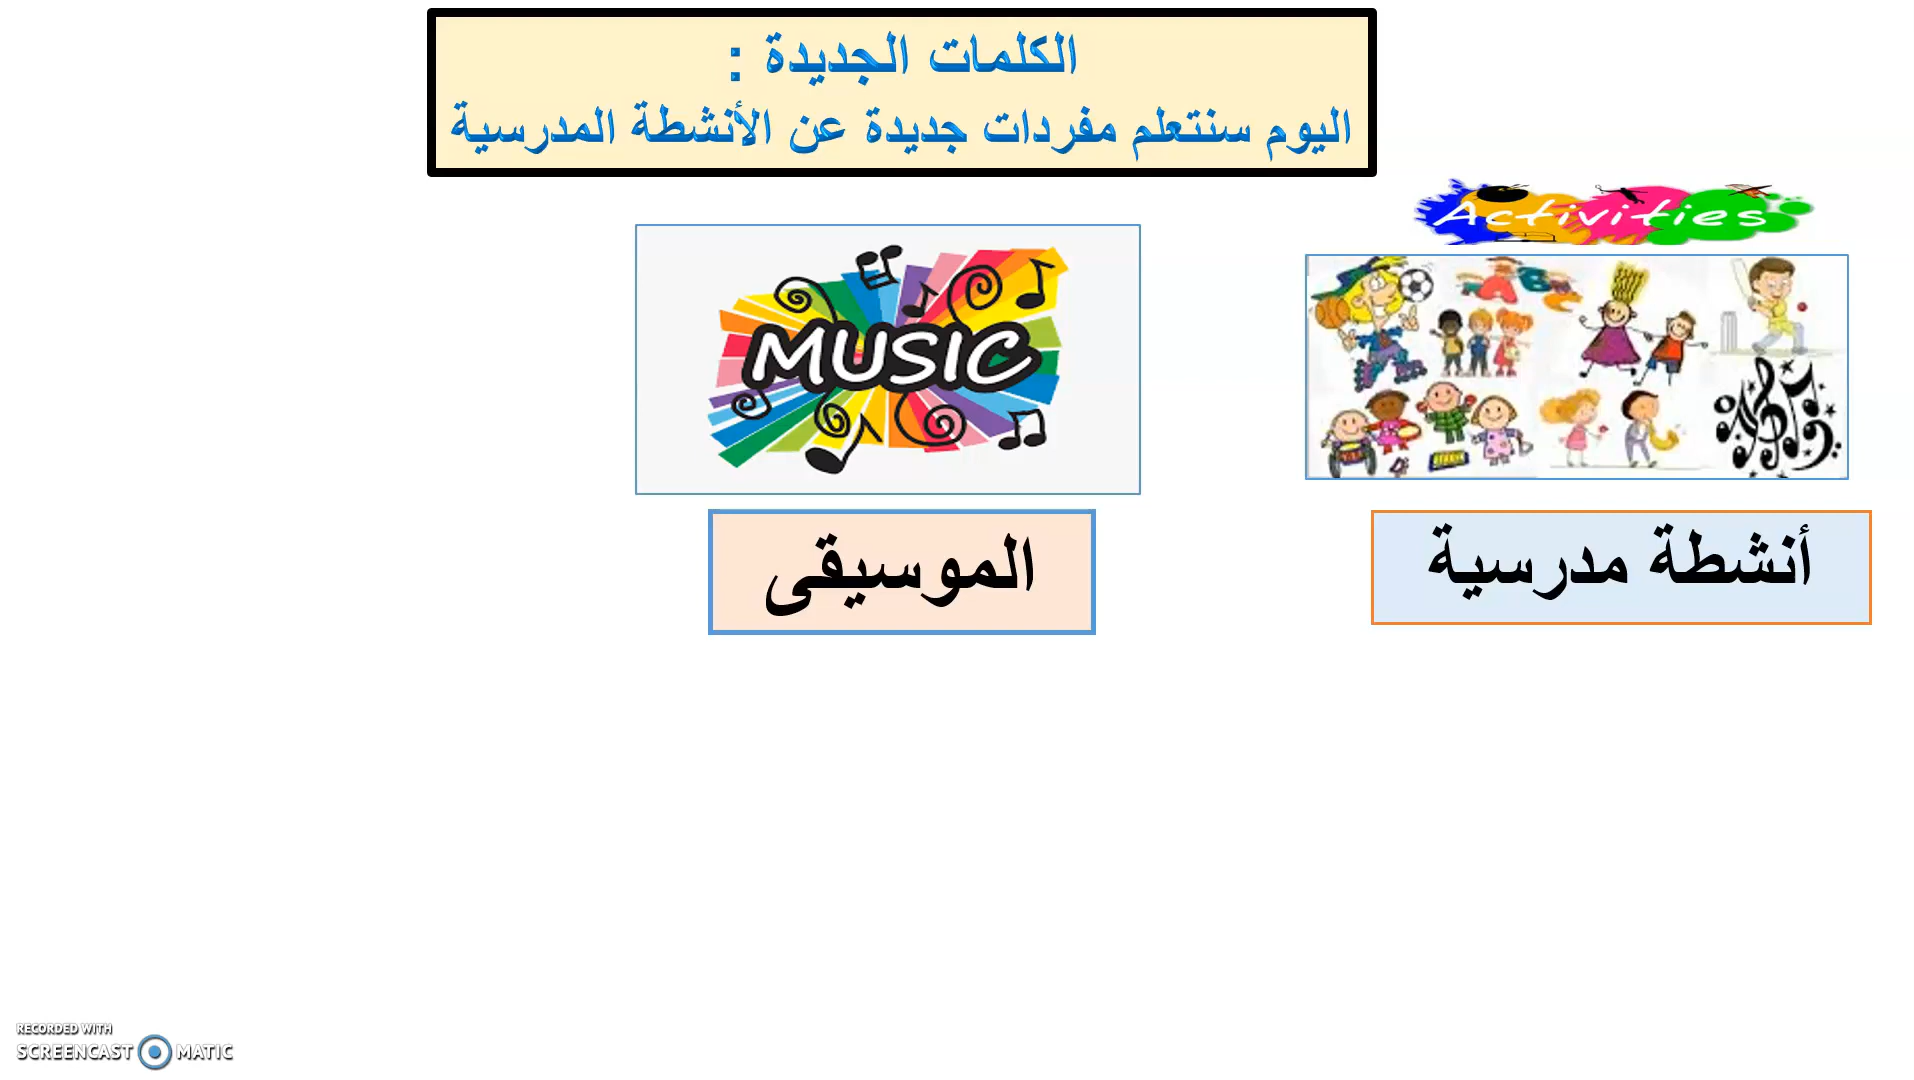 الكلمات الجديدة :
اليوم سنتعلم مفردات جديدة عن الأنشطة المدرسية
Activities
MUSIC
أنشطة مدرسية
الموسيقى
RECORDED WITH
SCREENCAST MATIC